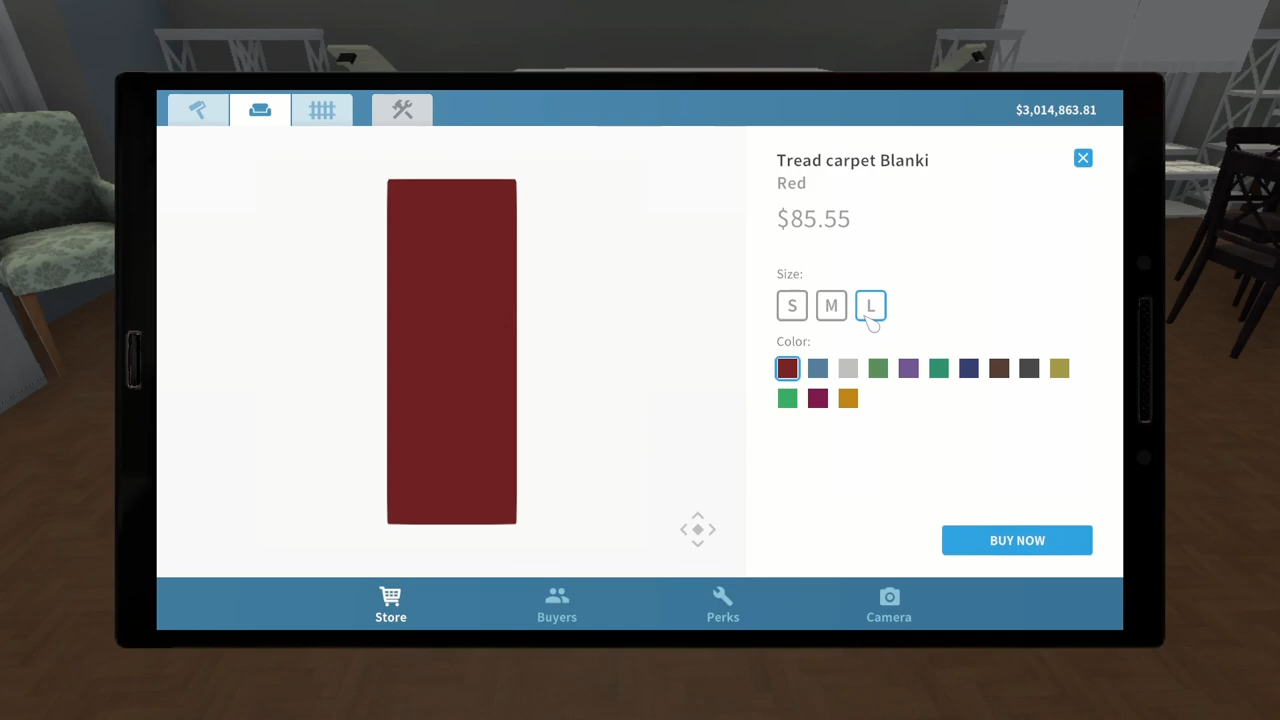 $3,014,863.81
Tread carpet Blanki
Red
$85.55
Size:
S M L
Color:
BUY NOW
Store Buyers Perks Camera